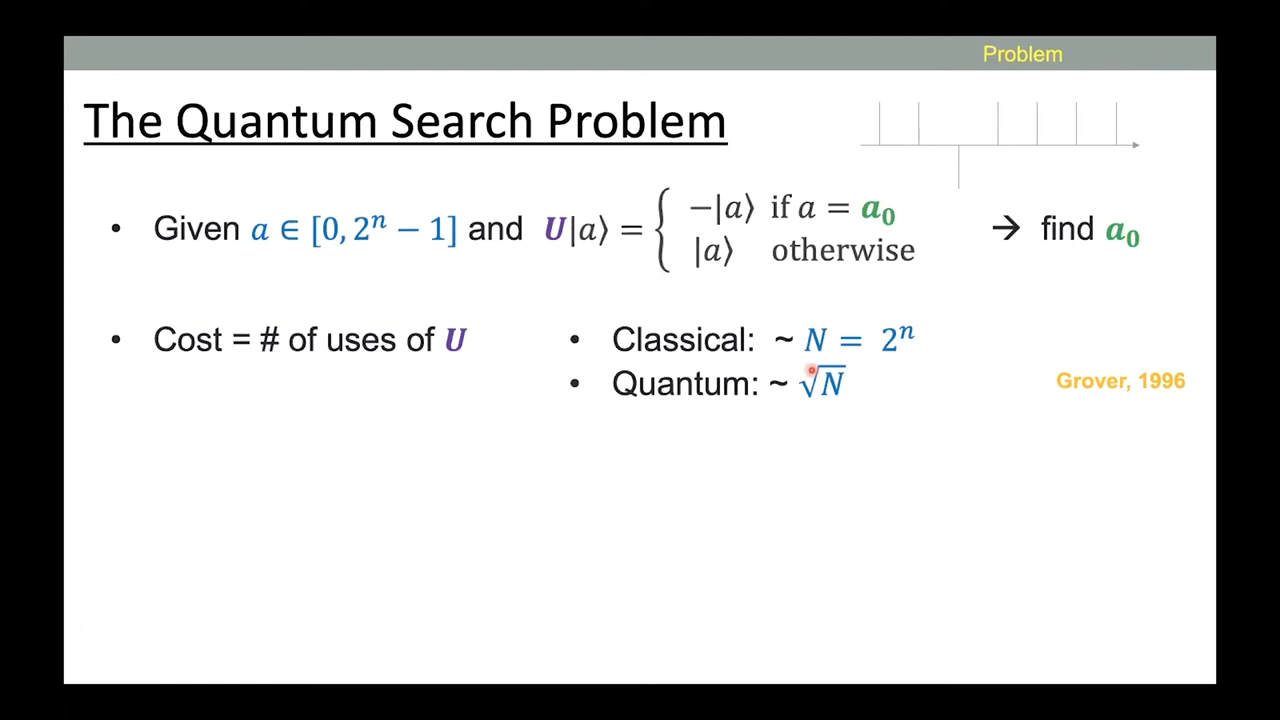 Problem
The Quantum Search Problem
• Given a ∈ [0, 2ⁿ − 1] and U|a⟩ = { −|a⟩ if a = a₀
|a⟩ otherwise
→ find a₀
• Cost = # of uses of U
• Classical: ~ N = 2ⁿ
• Quantum: ~ √N
Grover, 1996